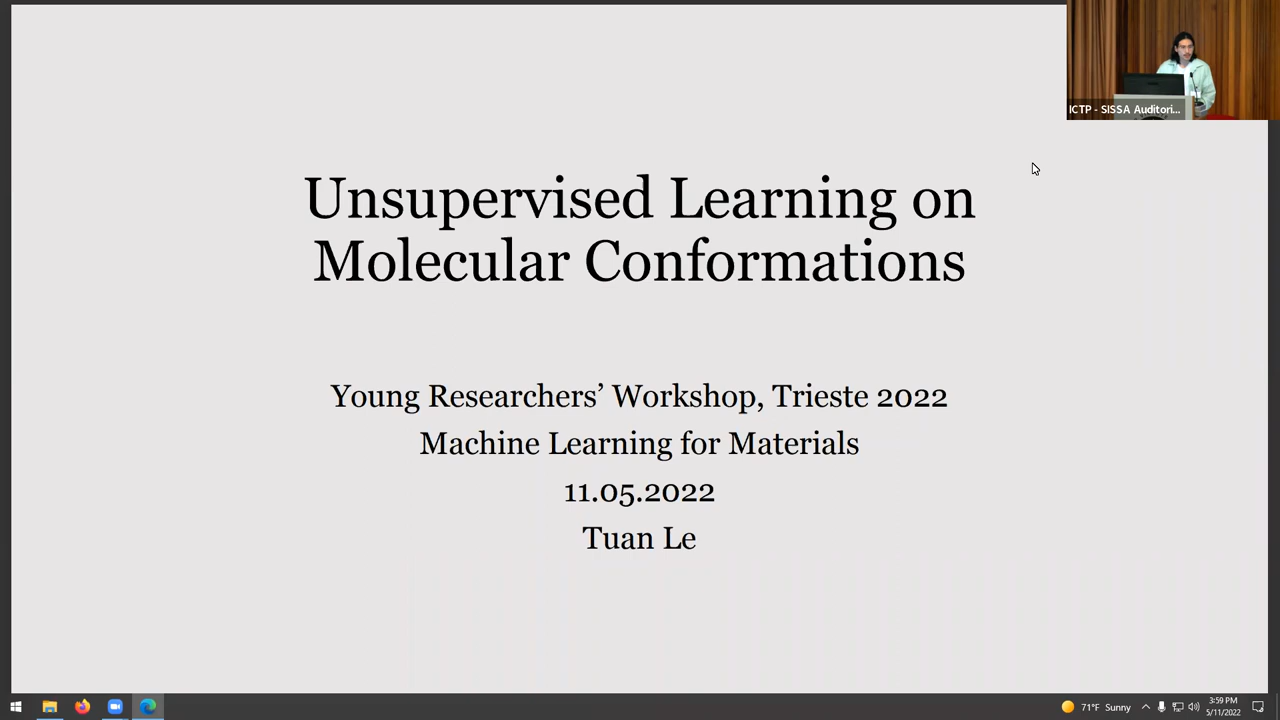 ICTP - SISSA Auditori...
Unsupervised Learning on
Molecular Conformations
Young Researchers’ Workshop, Trieste 2022
Machine Learning for Materials
11.05.2022
Tuan Le
71°F Sunny
3:59 PM
5/11/2022